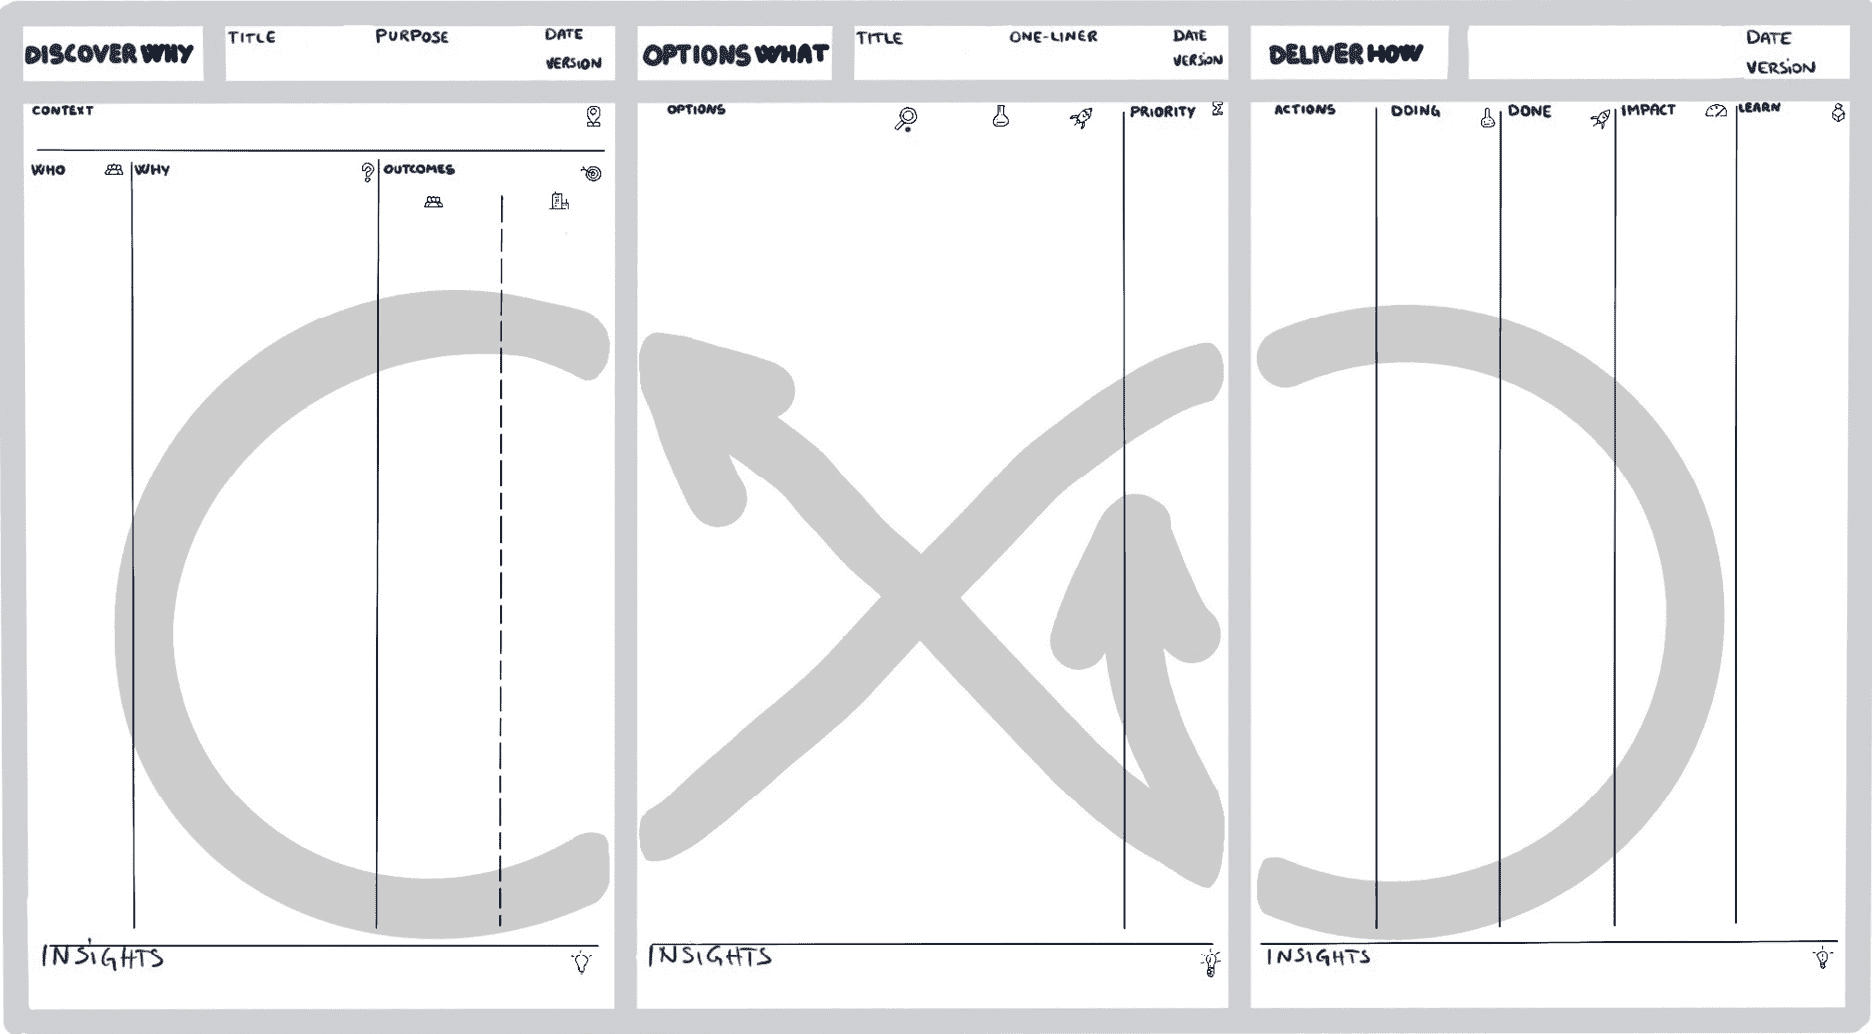 DISCOVER WHY
TITLE
PURPOSE
DATE
VERSION
CONTEXT
WHO
WHY
OUTCOMES
INSiGHTS
OPTIONS WHAT
TITLE
ONE-LINER
DATE
VERSiON
OPTIONS
PRIORITY
INSiGHTS
DELIVER HOW
DATE
VERSiON
ACTIONS
DOING
DONE
IMPACT
LEARN
INSiGHTS